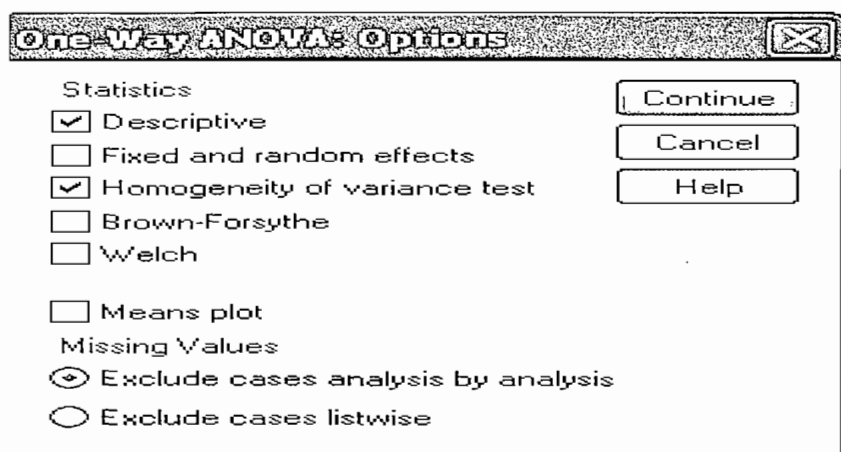 One-Way ANOVA: Options
Statistics
Descriptive
Fixed and random effects
Homogeneity of variance test
Brown-Forsythe
Welch
Means plot
Missing Values
Exclude cases analysis by analysis
Exclude cases listwise
Continue
Cancel
Help